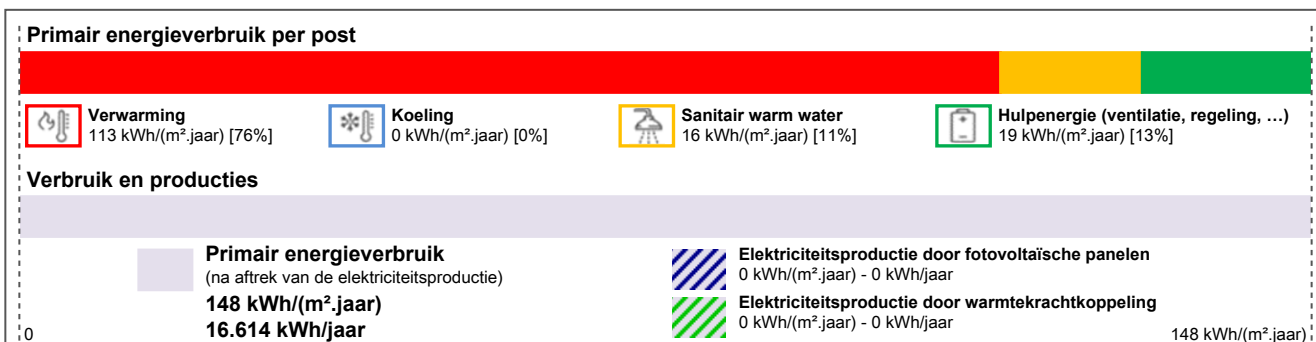 Primair energieverbruik per post
Verwarming
113 kWh/(m².jaar) [76%]
Koeling
0 kWh/(m².jaar) [0%]
Sanitair warm water
16 kWh/(m².jaar) [11%]
Hulpenergie (ventilatie, regeling, …)
19 kWh/(m².jaar) [13%]
Verbruik en producties
Primair energieverbruik
(na aftrek van de elektriciteitsproductie)
148 kWh/(m².jaar)
16.614 kWh/jaar
Elektriciteitsproductie door fotovoltaïsche panelen
0 kWh/(m².jaar) - 0 kWh/jaar
Elektriciteitsproductie door warmtekrachtkoppeling
0 kWh/(m².jaar) - 0 kWh/jaar
0
148 kWh/(m².jaar)